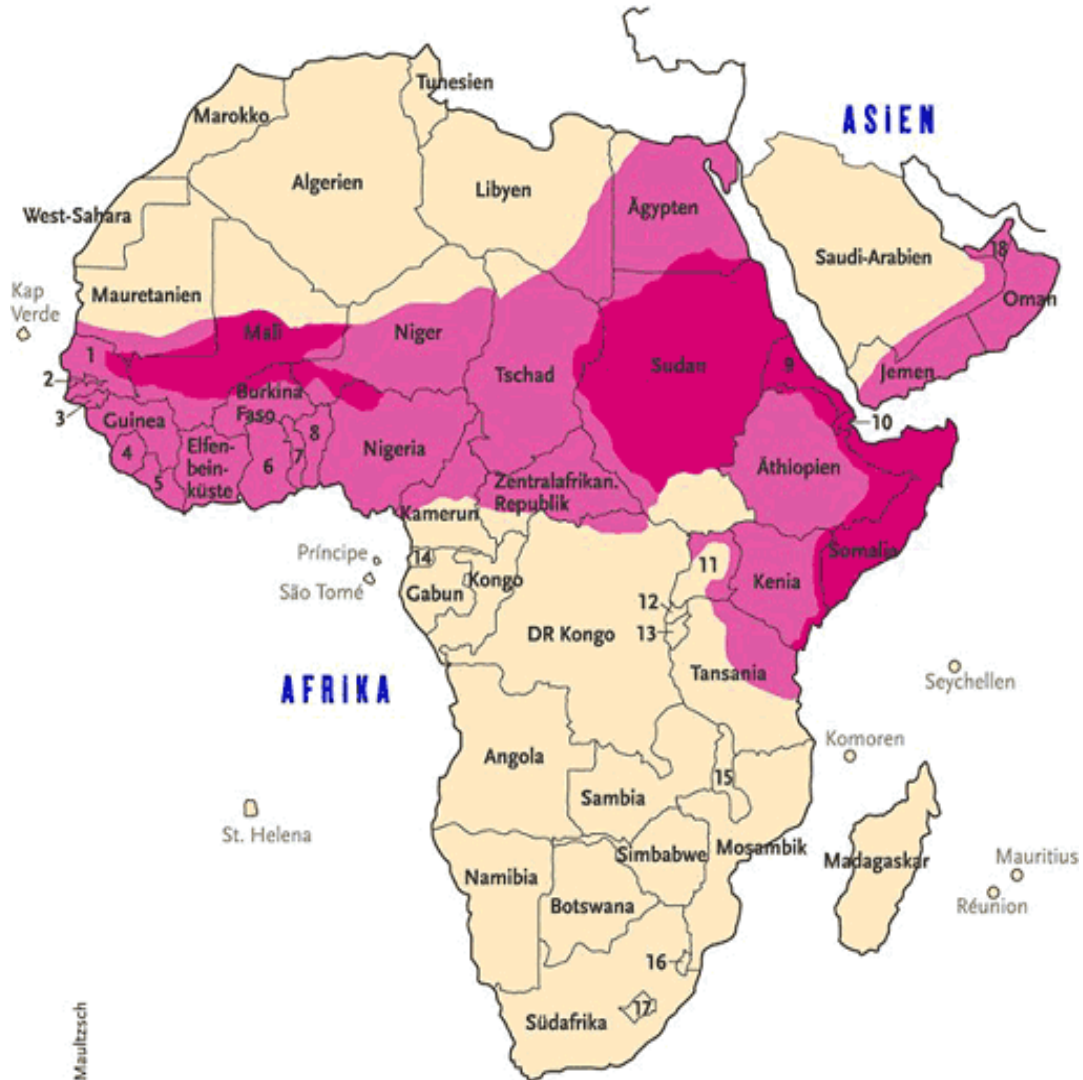 Tunesien
Marokko
ASiEN
Algerien
Libyen
Ägypten
West-Sahara
Saudi-Arabien
18
Kap
Verde
Mauretanien
Oman
Mali
Niger
1
Tschad
Sudan
9
Jemen
2
Burkina
Faso
3
Guinea
10
8
4
Elfen-
bein-
küste
5
6
7
Nigeria
Äthiopien
Zentralafrikan.
Republik
Kamerun
Príncipe
14
Somalia
11
Kongo
Kenia
São Tomé
Gabun
12
13
DR Kongo
Tansania
AFRiKA
Seychellen
Komoren
Angola
15
Sambia
St. Helena
Simbabwe
Mosambik
Madagaskar
Mauritius
Namibia
Réunion
Botswana
16
17
Südafrika
Maultzsch